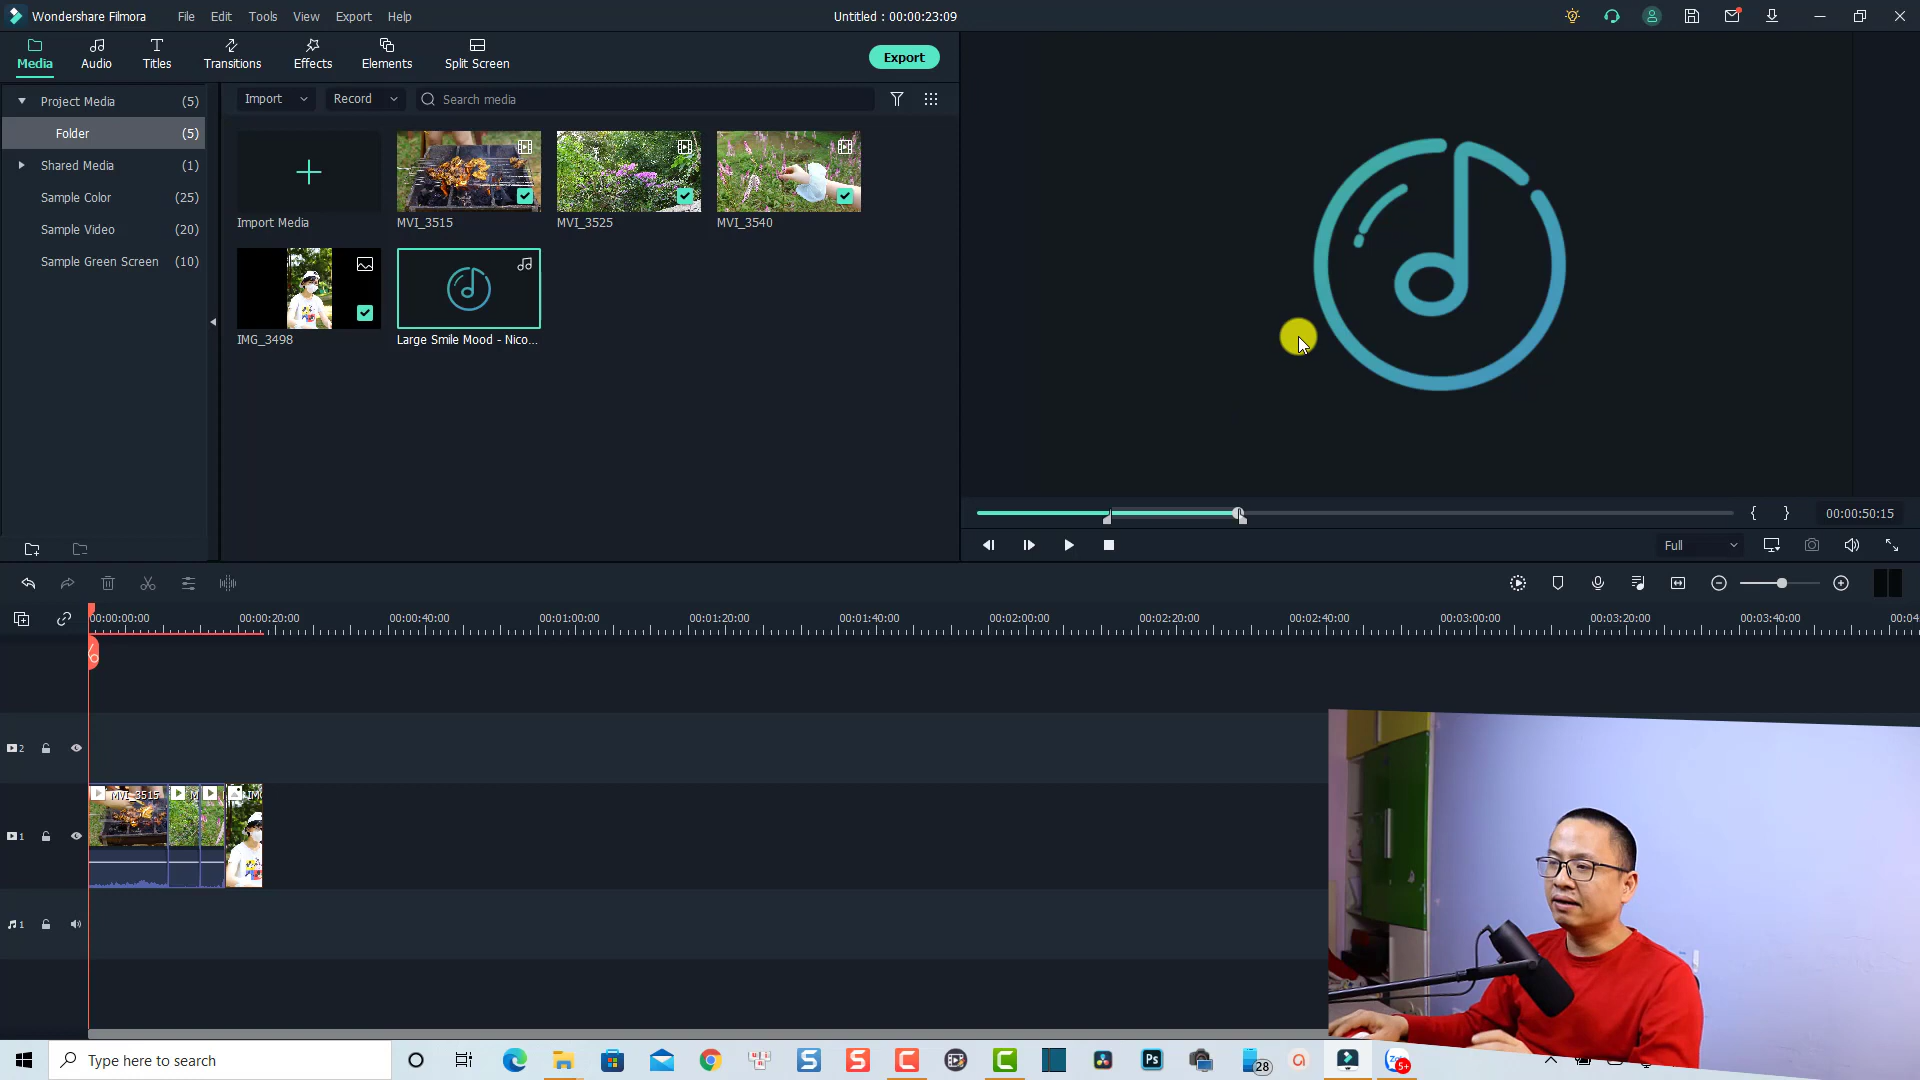 Wondershare Filmora File Edit Tools View Export Help Untitled : 00:00:23:09
Media Audio Titles Transitions Effects Elements Split Screen Export
Project Media (5)
Folder (5)
Shared Media (1)
Sample Color (25)
Sample Video (20)
Sample Green Screen (10)
Import Record Search media
Import Media MVI_3515 MVI_3525 MVI_3540
IMG_3498 Large Smile Mood - Nico...
{ } 00:00:50:15
Full
00:00:00:00 00:00:20:00 00:00:40:00 00:01:00:00 00:01:20:00 00:01:40:00 00:02:00:00 00:02:20:00 00:02:40:00 00:03:00:00 00:03:20:00 00:03:40:00 00:04
2
MVI_3515 M IMG
1
1
Type here to search S S C C Ps 28 5+